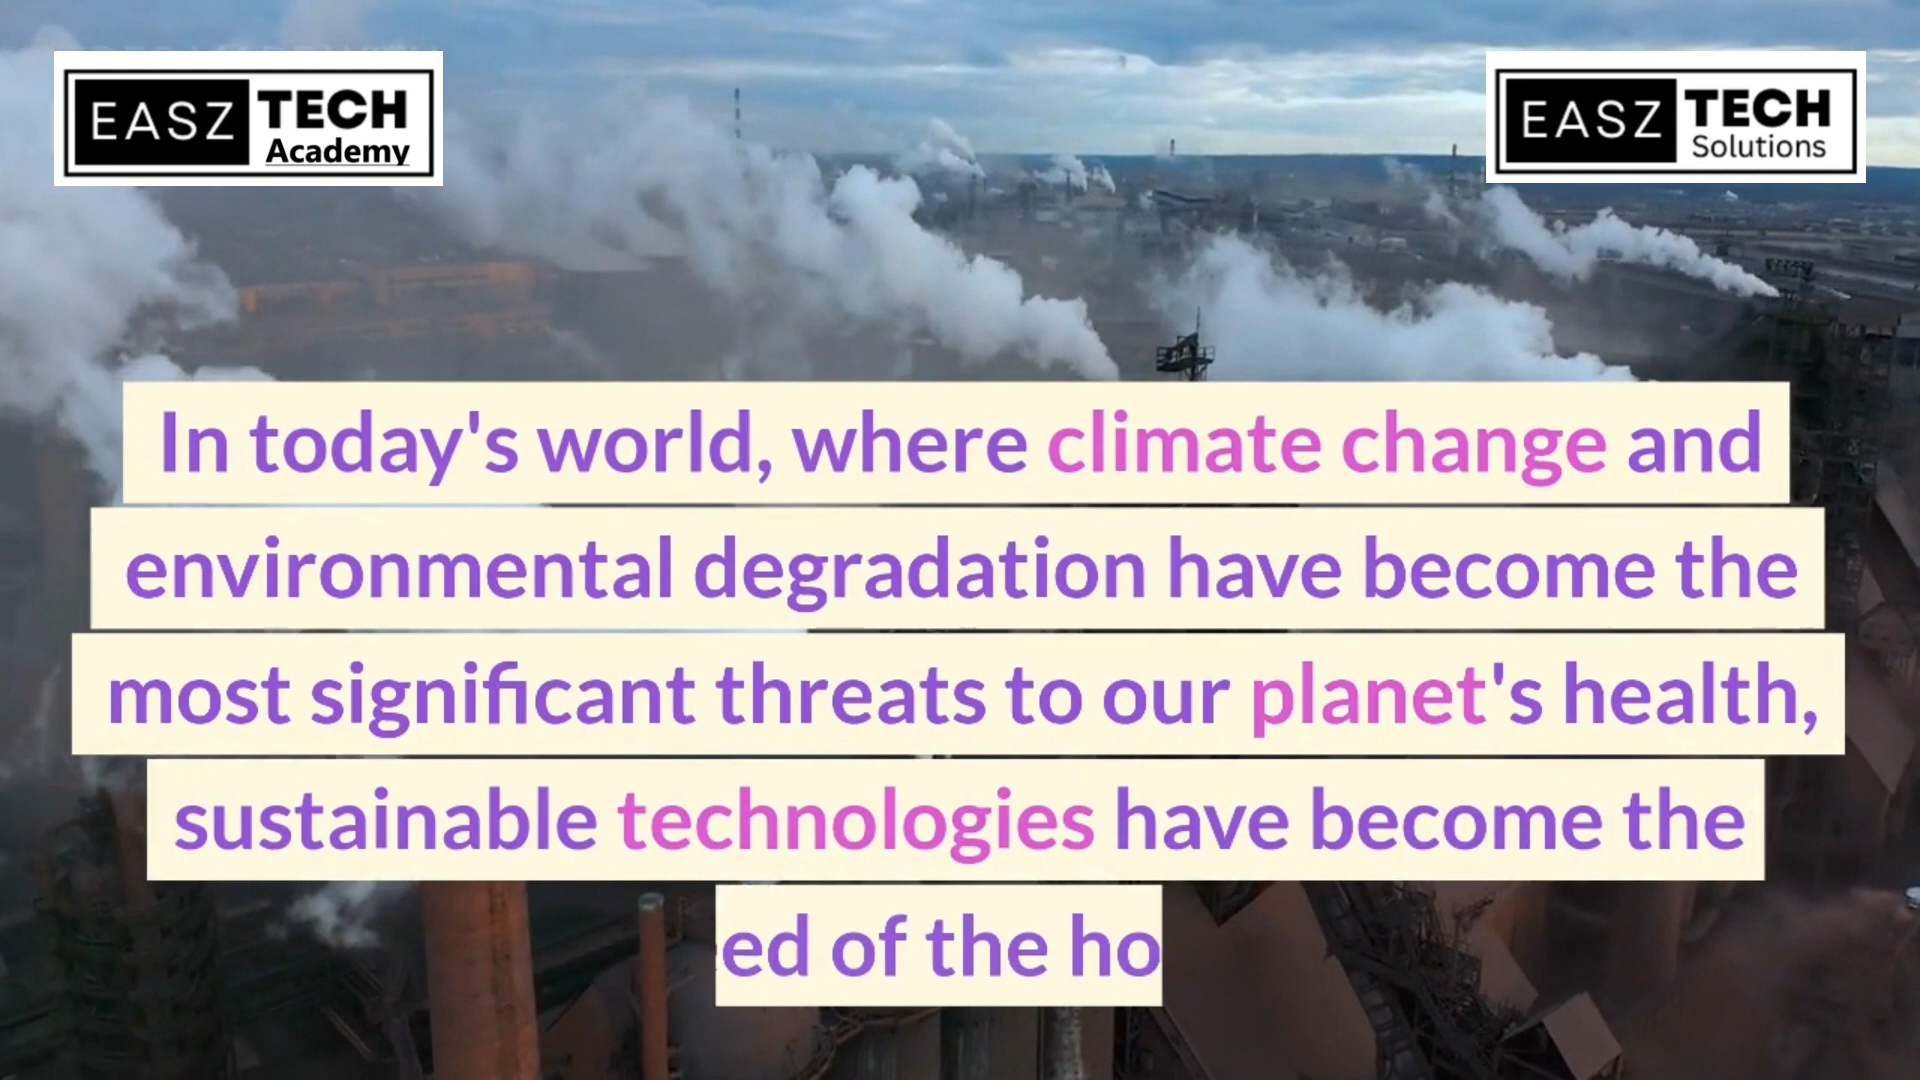 EASZ TECH
Academy
EASZ TECH
Solutions
In today's world, where climate change and
environmental degradation have become the
most significant threats to our planet's health,
sustainable technologies have become the
ed of the ho